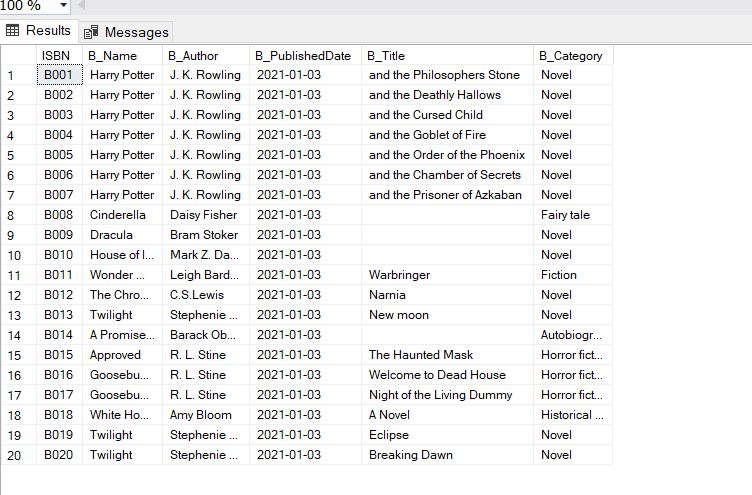 100 %
Results Messages
ISBN B_Name B_Author B_PublishedDate B_Title B_Category
1 B001 Harry Potter J. K. Rowling 2021-01-03 and the Philosophers Stone Novel
2 B002 Harry Potter J. K. Rowling 2021-01-03 and the Deathly Hallows Novel
3 B003 Harry Potter J. K. Rowling 2021-01-03 and the Cursed Child Novel
4 B004 Harry Potter J. K. Rowling 2021-01-03 and the Goblet of Fire Novel
5 B005 Harry Potter J. K. Rowling 2021-01-03 and the Order of the Phoenix Novel
6 B006 Harry Potter J. K. Rowling 2021-01-03 and the Chamber of Secrets Novel
7 B007 Harry Potter J. K. Rowling 2021-01-03 and the Prisoner of Azkaban Novel
8 B008 Cinderella Daisy Fisher 2021-01-03 Fairy tale
9 B009 Dracula Bram Stoker 2021-01-03 Novel
10 B010 House of l... Mark Z. Da... 2021-01-03 Novel
11 B011 Wonder ... Leigh Bard... 2021-01-03 Warbringer Fiction
12 B012 The Chro... C.S.Lewis 2021-01-03 Narnia Novel
13 B013 Twilight Stephenie ... 2021-01-03 New moon Novel
14 B014 A Promise... Barack Ob... 2021-01-03 Autobiogr...
15 B015 Approved R. L. Stine 2021-01-03 The Haunted Mask Horror fict...
16 B016 Goosebu... R. L. Stine 2021-01-03 Welcome to Dead House Horror fict...
17 B017 Goosebu... R. L. Stine 2021-01-03 Night of the Living Dummy Horror fict...
18 B018 White Ho... Amy Bloom 2021-01-03 A Novel Historical ...
19 B019 Twilight Stephenie ... 2021-01-03 Eclipse Novel
20 B020 Twilight Stephenie ... 2021-01-03 Breaking Dawn Novel